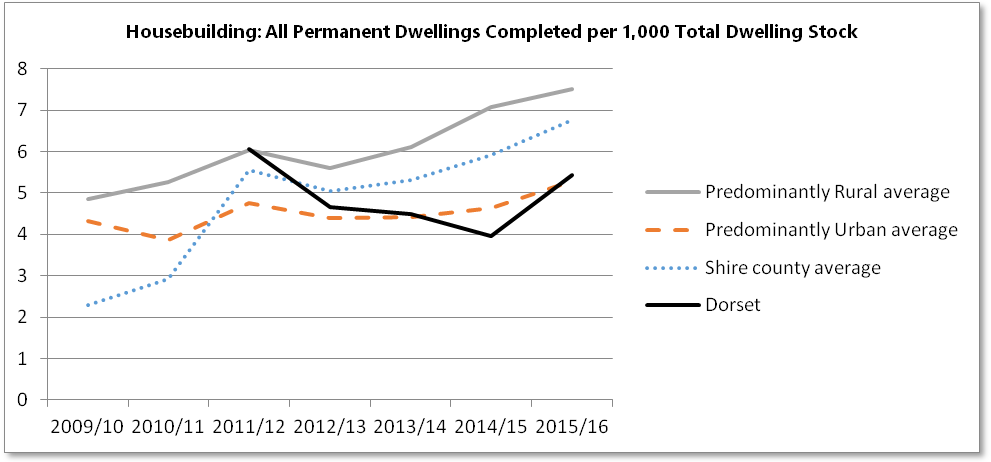 Housebuilding: All Permanent Dwellings Completed per 1,000 Total Dwelling Stock
8
7
6
5
4
3
2
1
0
2009/10 2010/11 2011/12 2012/13 2013/14 2014/15 2015/16
Predominantly Rural average
Predominantly Urban average
Shire county average
Dorset